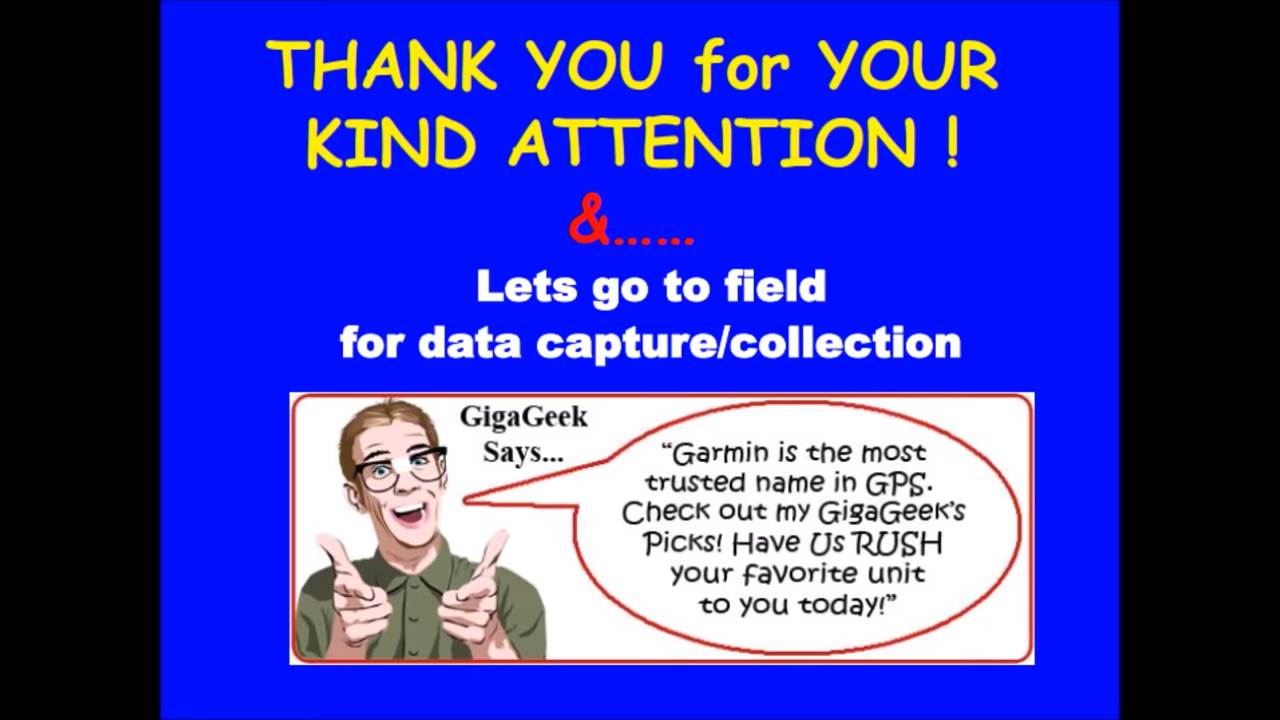 THANK YOU for YOUR
KIND ATTENTION !
&......
Lets go to field
for data capture/collection
GigaGeek
Says...
“Garmin is the most
trusted name in GPS.
Check out my GigaGeek’s
Picks! Have Us RUSH
your favorite unit
to you today!”